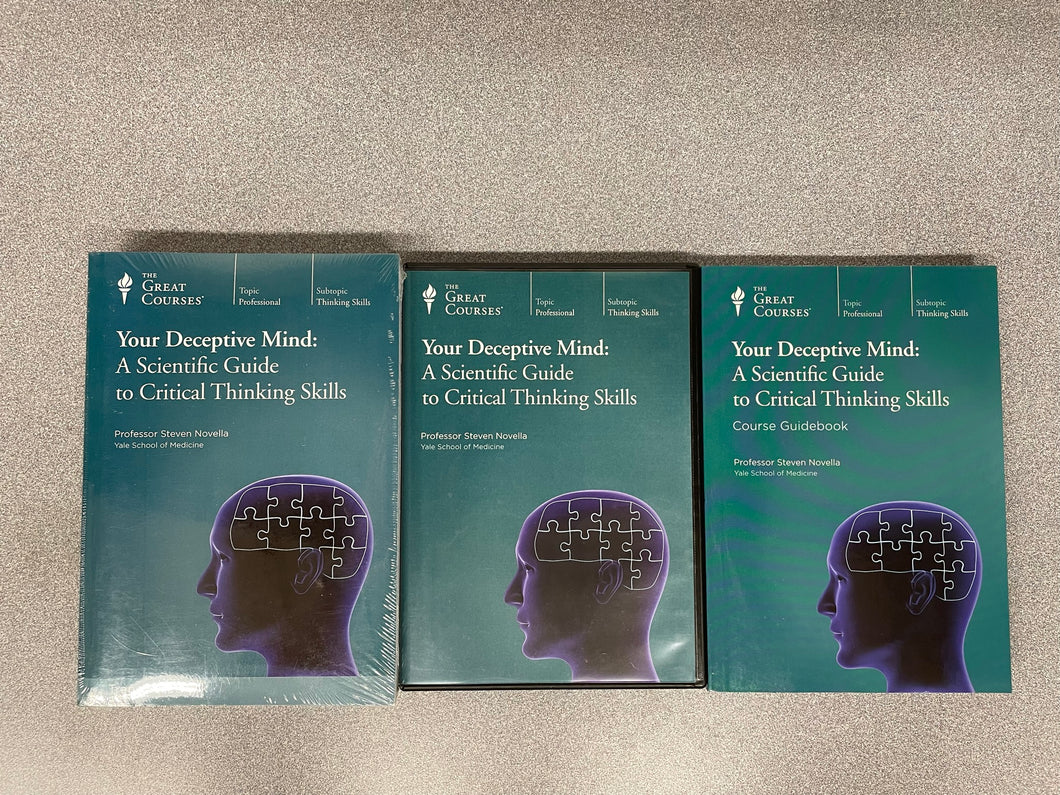 THE
GREAT
COURSES®
Topic
Professional
Subtopic
Thinking Skills
Your Deceptive Mind:
A Scientific Guide
to Critical Thinking Skills
Professor Steven Novella
Yale School of Medicine
THE
GREAT
COURSES®
Topic
Professional
Subtopic
Thinking Skills
Your Deceptive Mind:
A Scientific Guide
to Critical Thinking Skills
Professor Steven Novella
Yale School of Medicine
THE
GREAT
COURSES®
Topic
Professional
Subtopic
Thinking Skills
Your Deceptive Mind:
A Scientific Guide
to Critical Thinking Skills
Course Guidebook
Professor Steven Novella
Yale School of Medicine